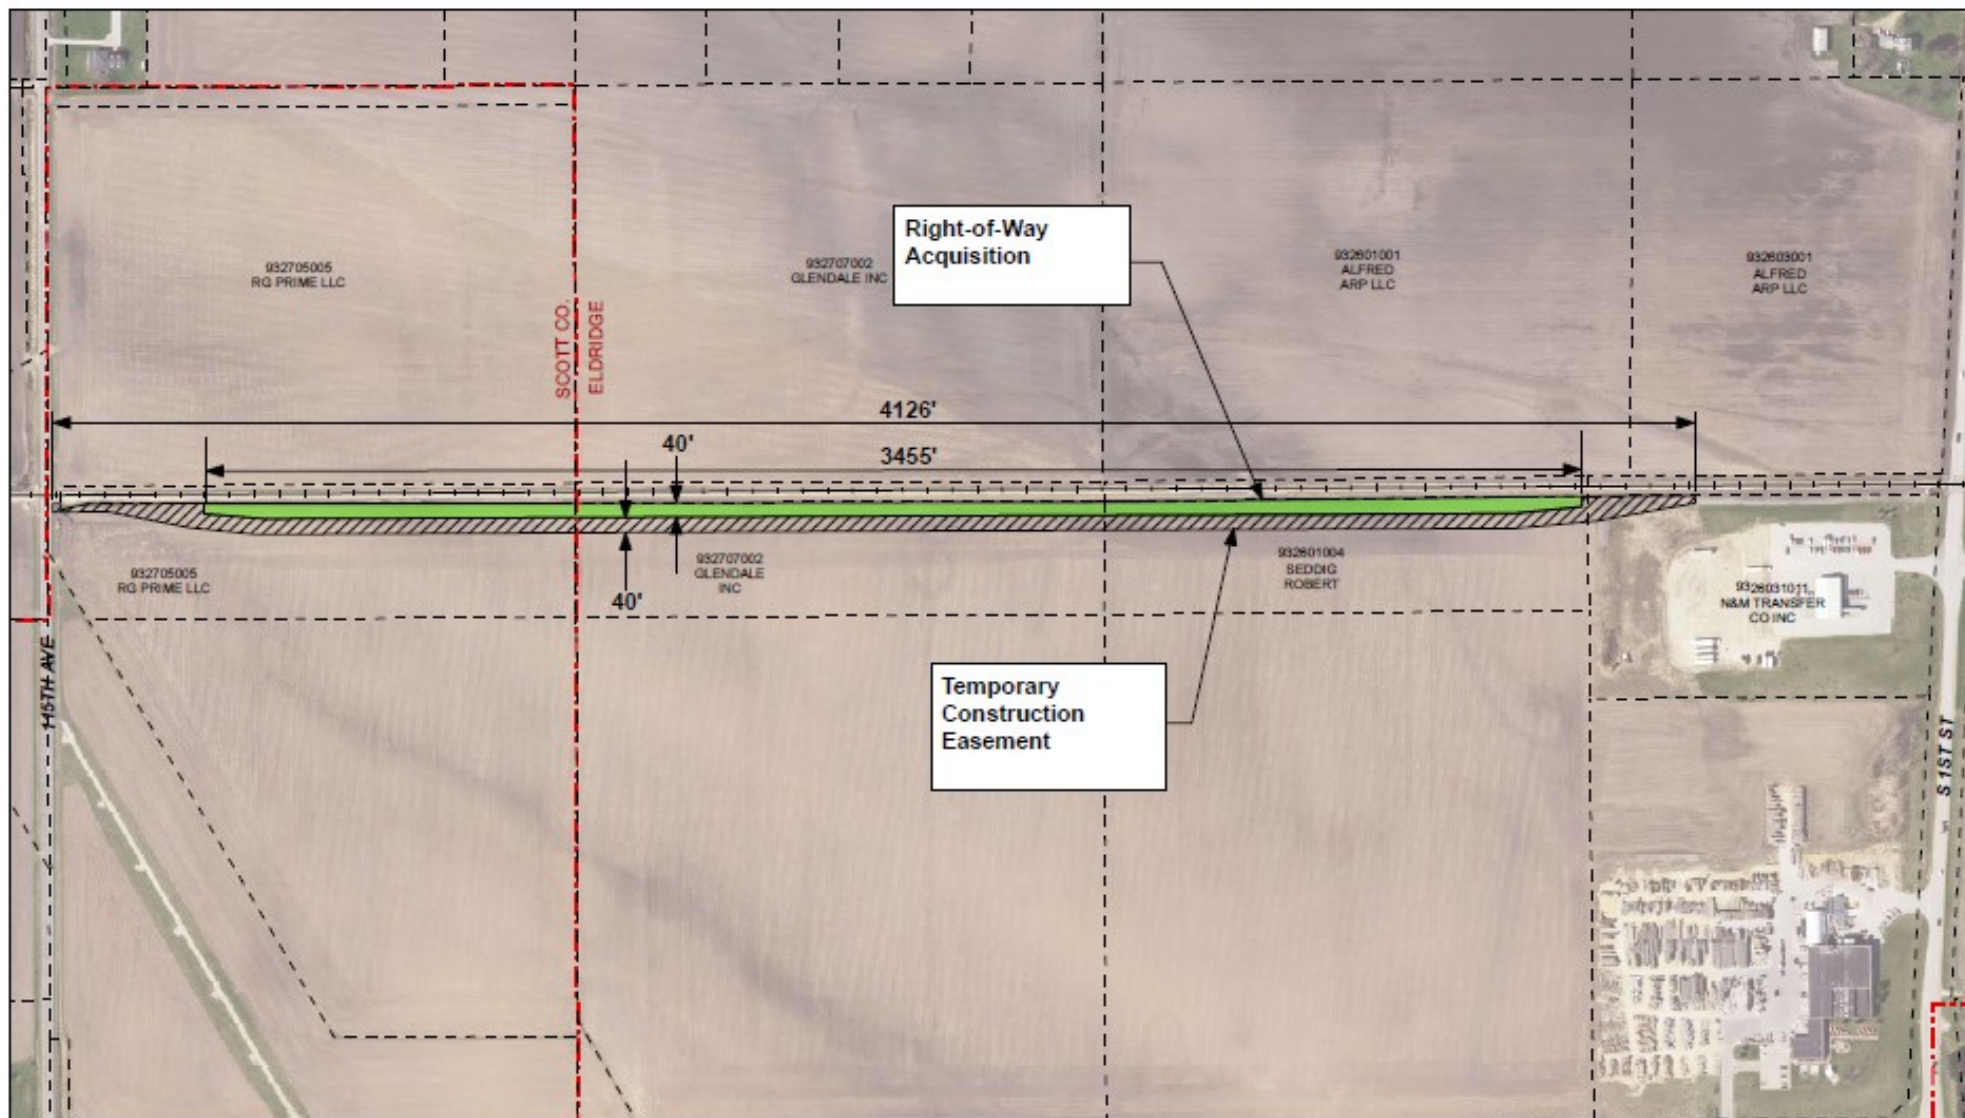 Right-of-Way
Acquisition
932705005
RG PRIME LLC
932707002
GLENDALE INC
932601001
ALFRED
ARP LLC
932603001
ALFRED
ARP LLC
SCOTT CO.
ELDRIDGE
4126'
40'
3455'
932705005
RG PRIME LLC
932707002
GLENDALE
INC
40'
932601004
SEDDIG
ROBERT
N&M TRANSFER
CO INC
115TH AVE
Temporary
Construction
Easement
S 1ST ST